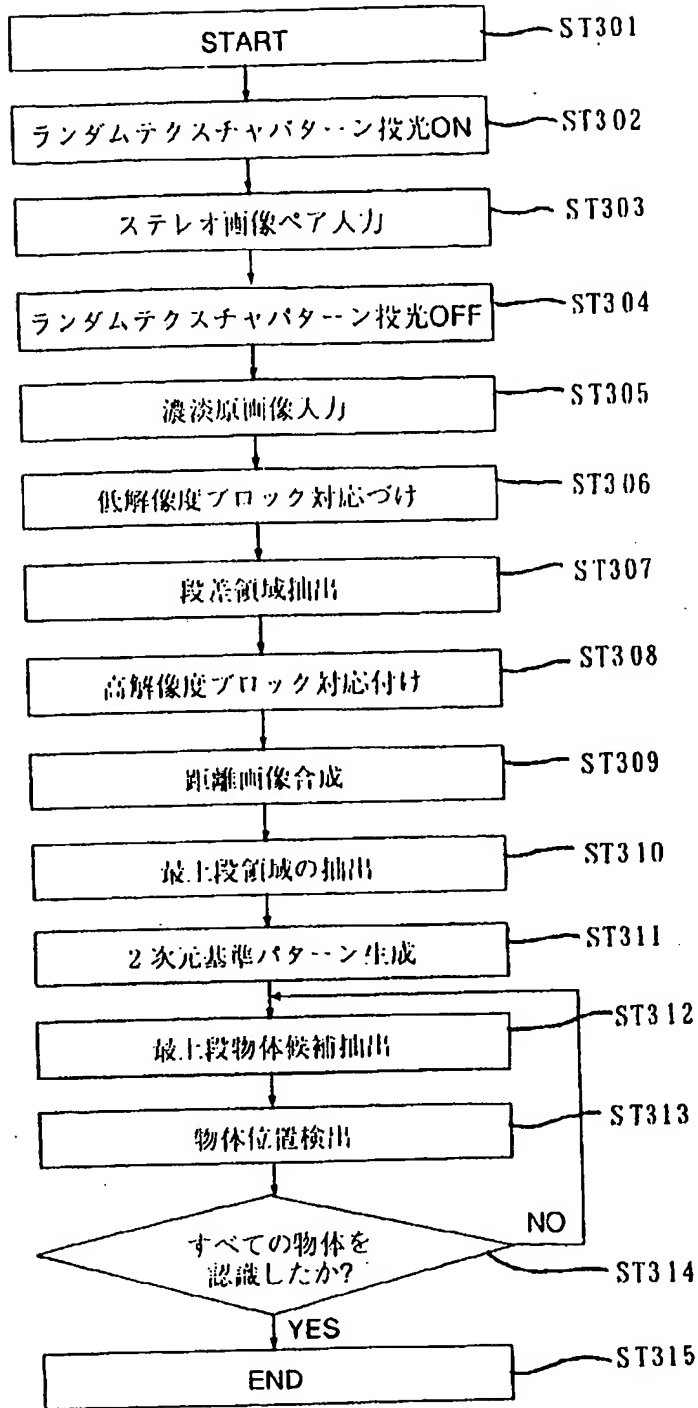 START ST301
ランダムテクスチャパターン投光ON ST302
ステレオ画像ペア入力 ST303
ランダムテクスチャパターン投光OFF ST304
濃淡原画像入力 ST305
低解像度ブロック対応づけ ST306
段差領域抽出 ST307
高解像度ブロック対応付け ST308
距離画像合成 ST309
最上段領域の抽出 ST310
2次元基準パターン生成 ST311
最上段物体候補抽出 ST312
物体位置検出 ST313
NO
すべての物体を
認識したか? ST314
YES
END ST315